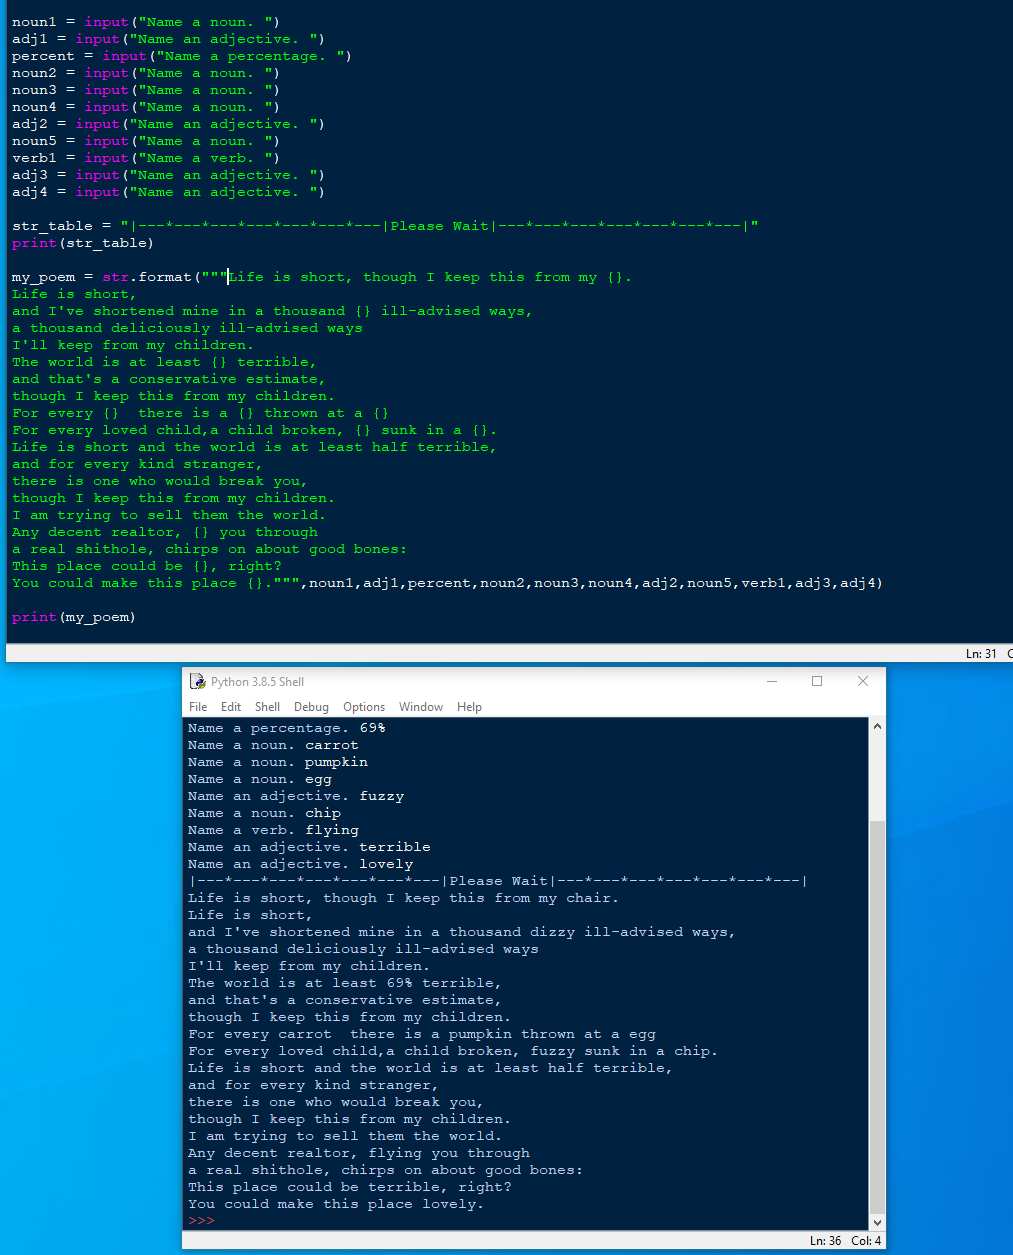 noun1 = input("Name a noun. ")
adj1 = input("Name an adjective. ")
percent = input("Name a percentage. ")
noun2 = input("Name a noun. ")
noun3 = input("Name a noun. ")
noun4 = input("Name a noun. ")
adj2 = input("Name an adjective. ")
noun5 = input("Name a noun. ")
verb1 = input("Name a verb. ")
adj3 = input("Name an adjective. ")
adj4 = input("Name an adjective. ")
str_table = "|---*---*---*---*---*---*---|Please Wait|---*---*---*---*---*---*---|"
print(str_table)
my_poem = str.format("""Life is short, though I keep this from my {}.
Life is short,
and I've shortened mine in a thousand {} ill-advised ways,
a thousand deliciously ill-advised ways
I'll keep from my children.
The world is at least {} terrible,
and that's a conservative estimate,
though I keep this from my children.
For every {}  there is a {} thrown at a {}
For every loved child,a child broken, {} sunk in a {}.
Life is short and the world is at least half terrible,
and for every kind stranger,
there is one who would break you,
though I keep this from my children.
I am trying to sell them the world.
Any decent realtor, {} you through
a real shithole, chirps on about good bones:
This place could be {}, right?
You could make this place {}.""",noun1,adj1,percent,noun2,noun3,noun4,adj2,noun5,verb1,adj3,adj4)
print(my_poem)
Ln: 31
Python 3.8.5 Shell
File Edit Shell Debug Options Window Help
Name a percentage. 69%
Name a noun. carrot
Name a noun. pumpkin
Name a noun. egg
Name an adjective. fuzzy
Name a noun. chip
Name a verb. flying
Name an adjective. terrible
Name an adjective. lovely
|---*---*---*---*---*---*---|Please Wait|---*---*---*---*---*---*---|
Life is short, though I keep this from my chair.
Life is short,
and I've shortened mine in a thousand dizzy ill-advised ways,
a thousand deliciously ill-advised ways
I'll keep from my children.
The world is at least 69% terrible,
and that's a conservative estimate,
though I keep this from my children.
For every carrot  there is a pumpkin thrown at a egg
For every loved child,a child broken, fuzzy sunk in a chip.
Life is short and the world is at least half terrible,
and for every kind stranger,
there is one who would break you,
though I keep this from my children.
I am trying to sell them the world.
Any decent realtor, flying you through
a real shithole, chirps on about good bones:
This place could be terrible, right?
You could make this place lovely.
>>>
Ln: 36 Col: 4